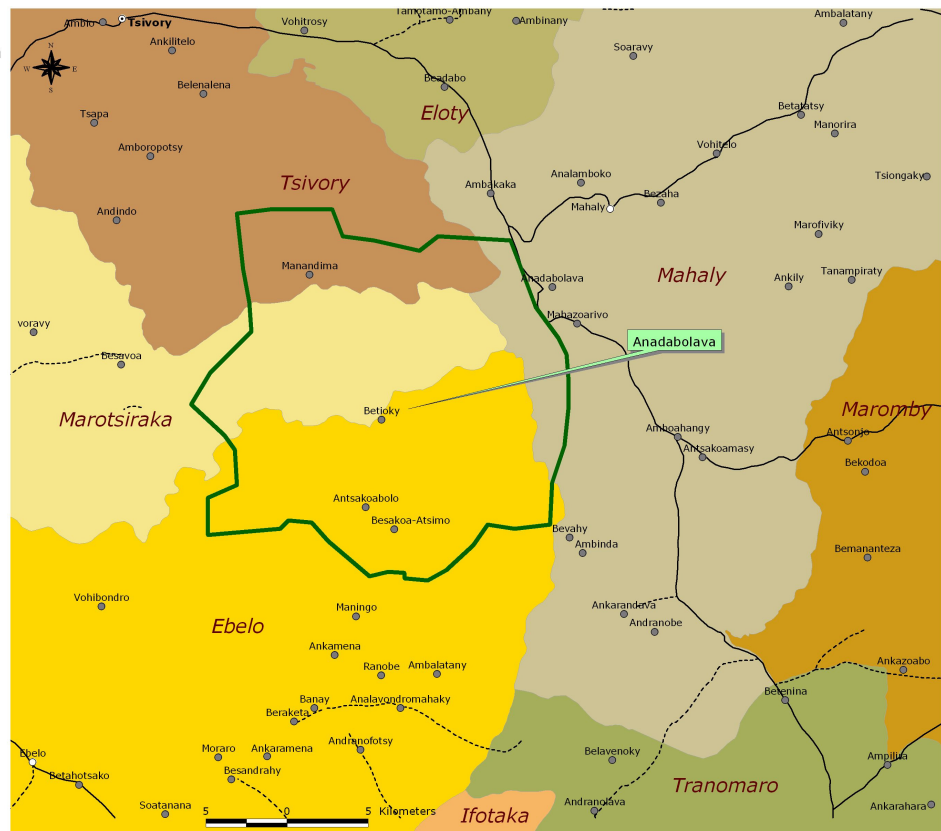 Tamotamo-Ambany
Ambalatany
Ambio
Tsivory
Vohitrosy
Ambinany
Ankilitelo
Soaravy
N
W
E
S
Beadabo
Belenalena
Eloty
Betatatsy
Tsapa
Manorira
Amboropotsy
Vohitelo
Analamboko
Tsiongaky
Tsivory
Ambakaka
Bezaha
Mahaly
Andindo
Marofiviky
Manandima
Mahaly
Ankily
Tanampiraty
Anadabolava
Mahazoarivo
voravy
Anadabolava
Besavoa
Betioky
Marotsiraka
Maromby
Amboahangy
Antsonjo
Antsakoamasy
Bekodoa
Antsakoabolo
Besakoa-Atsimo
Bevahy
Ambinda
Bemananteza
Vohibondro
Maningo
Ankarandava
Ebelo
Andranobe
Ankamena
Ranobe
Ambalatany
Ankazoabo
Banay
Analavondromahaky
Betenina
Beraketa
Moraro
Ankaramena
Andranofotsy
Ebelo
Belavenoky
Ampilira
Betahotsako
Besandrahy
Tranomaro
Soatanana
5
0
5
Kilometers
Ifotaka
Andranolava
Ankarahara